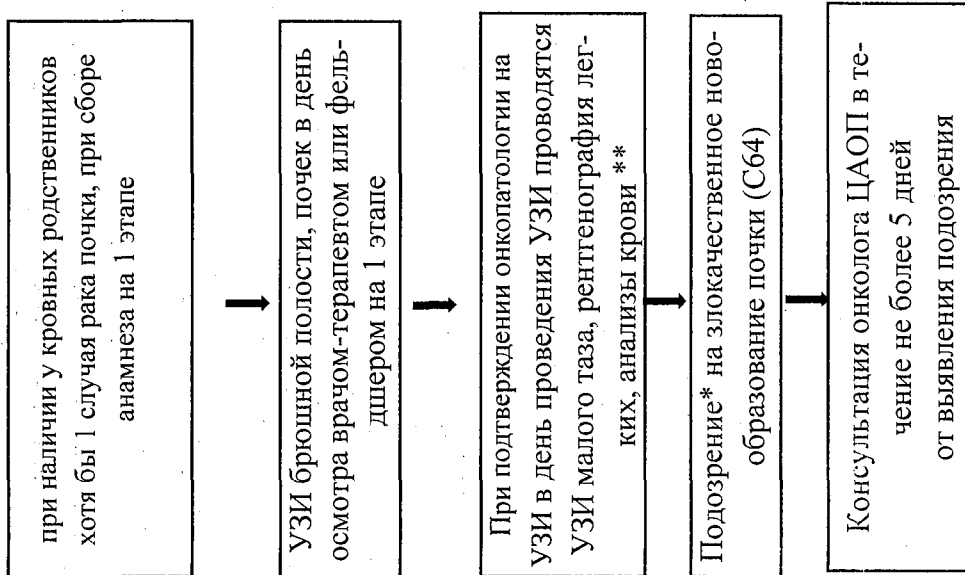 при наличии у кровных родственников
хотя бы 1 случая рака почки, при сборе
анамнеза на 1 этапе
УЗИ брюшной полости, почек в день
осмотра врачом-терапевтом или фель-
дшером на 1 этапе
При подтверждении онкопатологии на
УЗИ в день проведения УЗИ проводятся
УЗИ малого таза, рентгенография лег-
ких, анализы крови **
Подозрение* на злокачественное ново-
образование почки (С64)
Консультация онколога ЦАОП в те-
чение не более 5 дней
от выявления подозрения